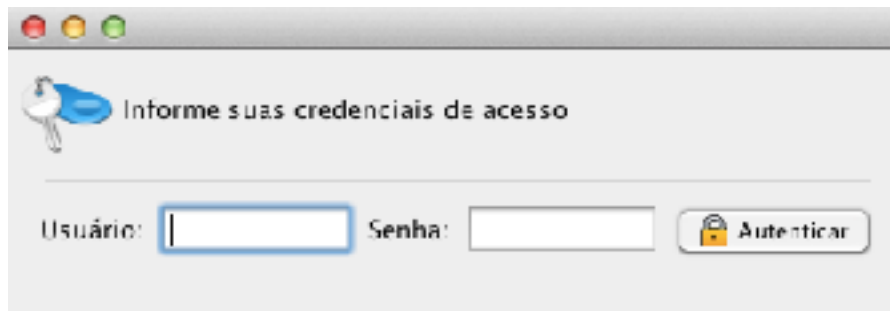 Informe suas credenciais de acesso
Usuário: Senha: Autenticar